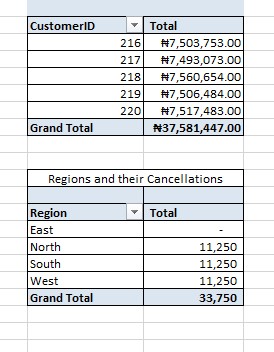 CustomerID Total
216 ₦7,503,753.00
217 ₦7,493,073.00
218 ₦7,560,654.00
219 ₦7,506,484.00
220 ₦7,517,483.00
Grand Total ₦37,581,447.00
Regions and their Cancellations
Region Total
East -
North 11,250
South 11,250
West 11,250
Grand Total 33,750